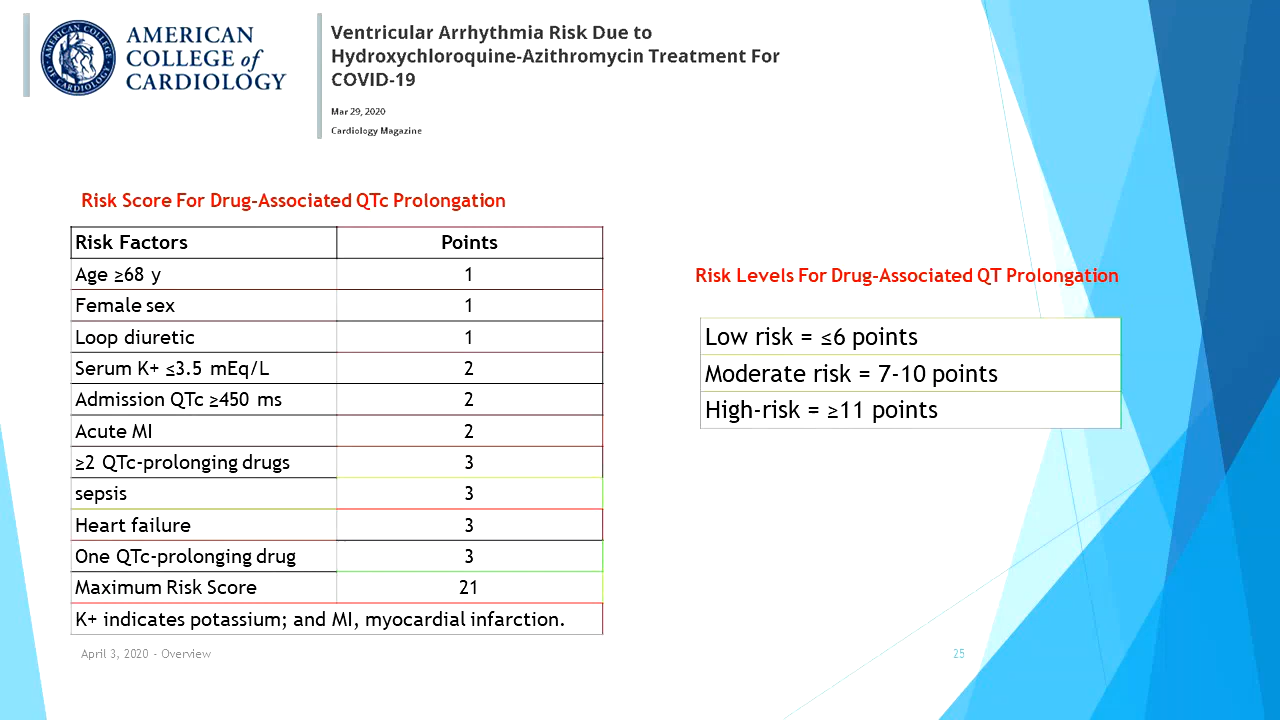 AMERICAN
COLLEGE of
CARDIOLOGY
Ventricular Arrhythmia Risk Due to
Hydroxychloroquine-Azithromycin Treatment For
COVID-19
Mar 29, 2020
Cardiology Magazine
Risk Score For Drug-Associated QTc Prolongation
Risk Factors Points
Age ≥68 y 1
Female sex 1
Loop diuretic 1
Serum K+ ≤3.5 mEq/L 2
Admission QTc ≥450 ms 2
Acute MI 2
≥2 QTc-prolonging drugs 3
sepsis 3
Heart failure 3
One QTc-prolonging drug 3
Maximum Risk Score 21
K+ indicates potassium; and MI, myocardial infarction.
Risk Levels For Drug-Associated QT Prolongation
Low risk = ≤6 points
Moderate risk = 7-10 points
High-risk = ≥11 points
April 3, 2020 - Overview
25